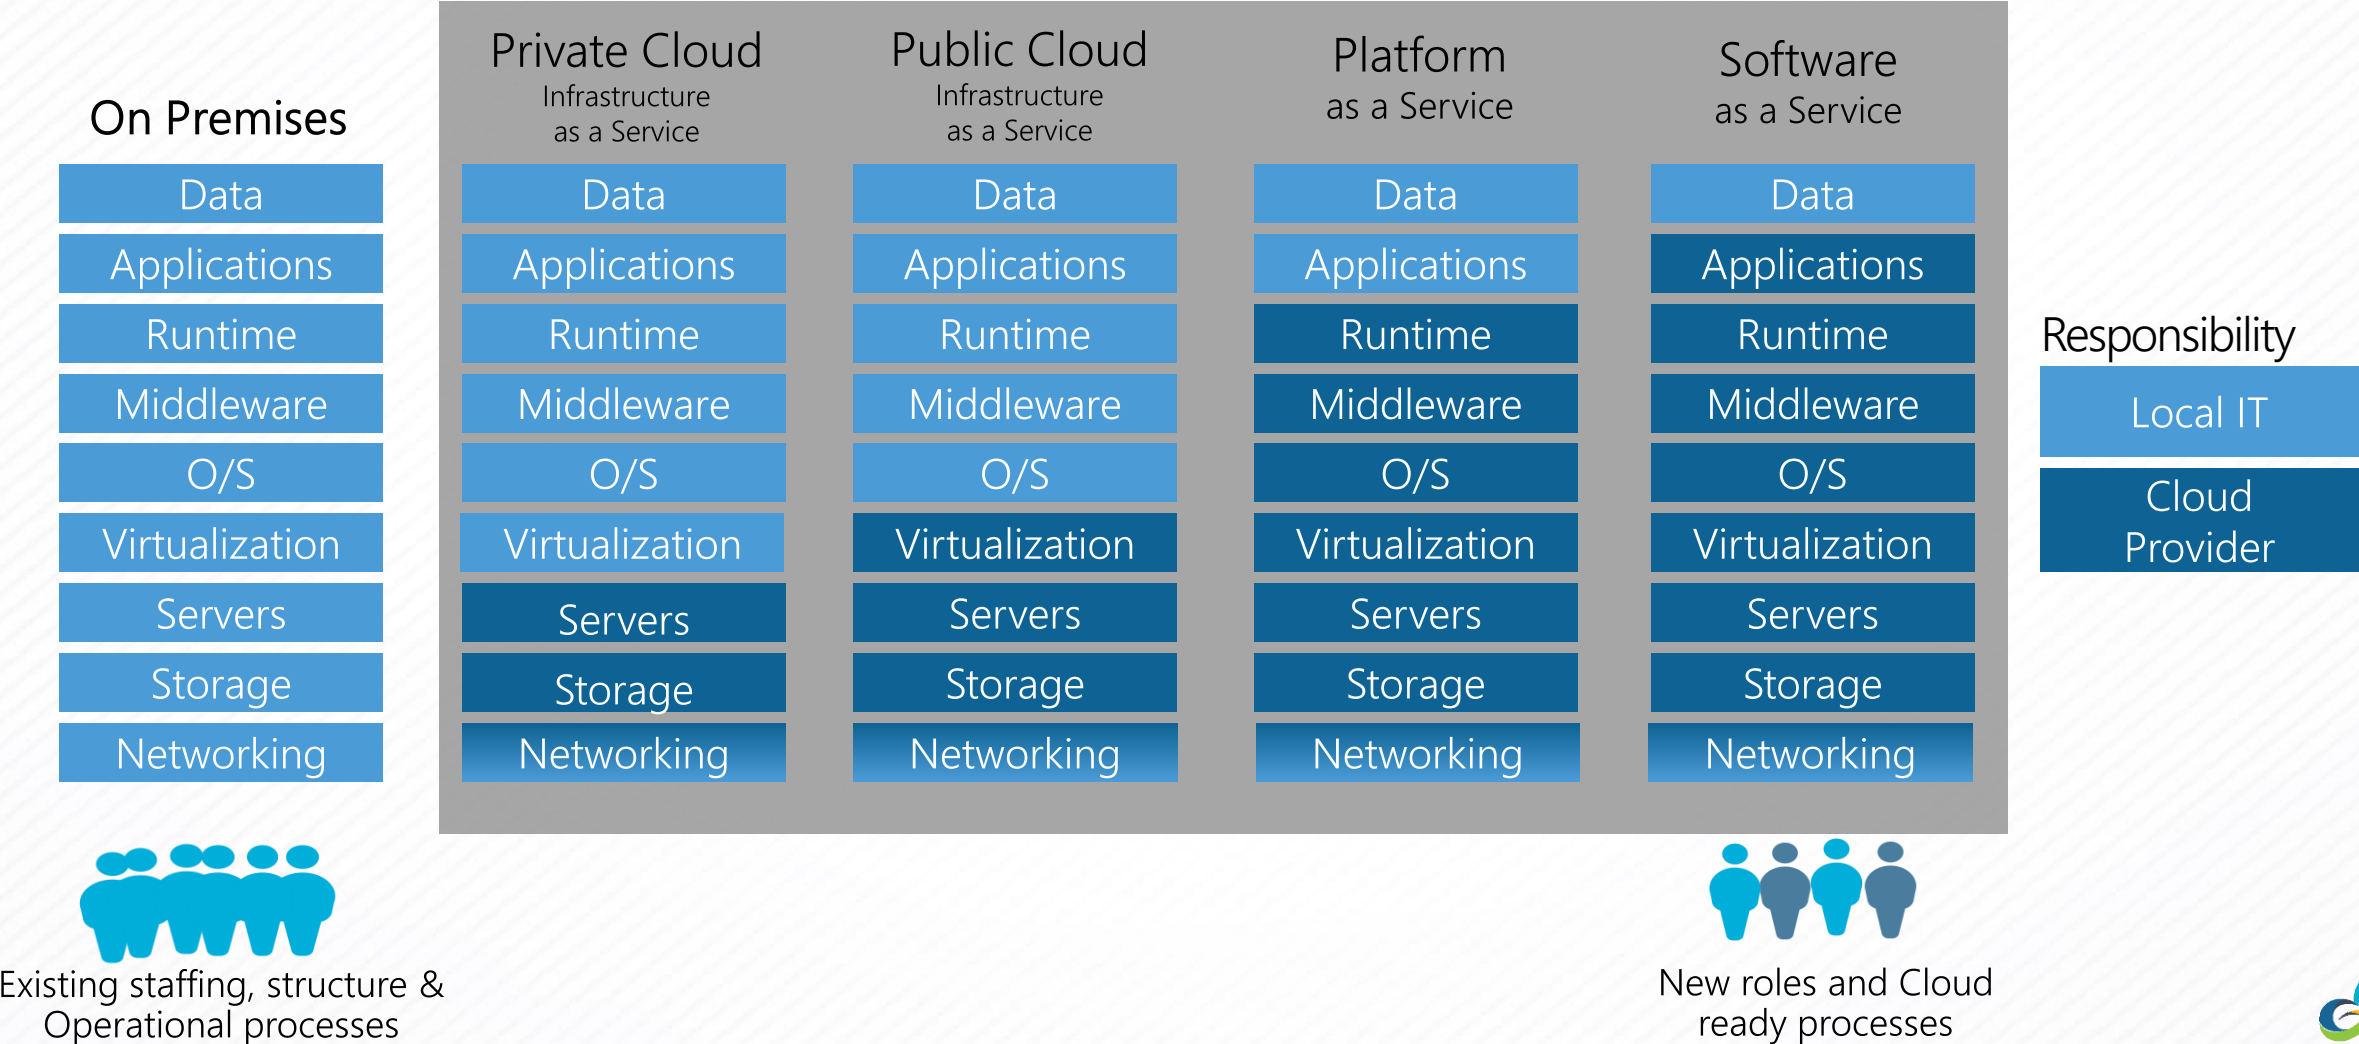 On Premises
Data
Applications
Runtime
Middleware
O/S
Virtualization
Servers
Storage
Networking
Private Cloud
Infrastructure
as a Service
Data
Applications
Runtime
Middleware
O/S
Virtualization
Servers
Storage
Networking
Public Cloud
Infrastructure
as a Service
Data
Applications
Runtime
Middleware
O/S
Virtualization
Servers
Storage
Networking
Platform
as a Service
Data
Applications
Runtime
Middleware
O/S
Virtualization
Servers
Storage
Networking
Software
as a Service
Data
Applications
Runtime
Middleware
O/S
Virtualization
Servers
Storage
Networking
Responsibility
Local IT
Cloud
Provider
Existing staffing, structure &
Operational processes
New roles and Cloud
ready processes